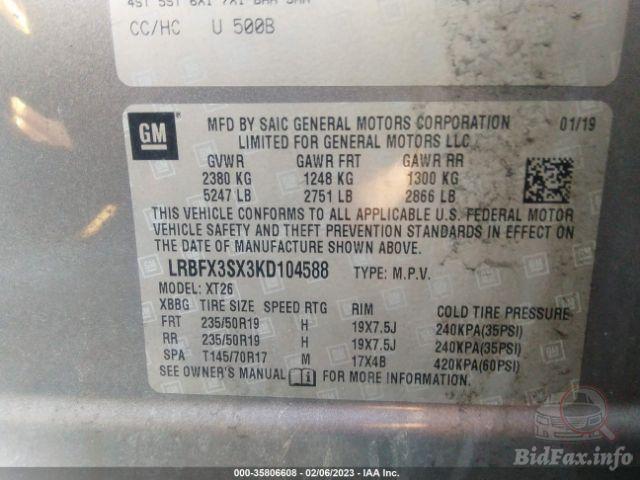 CC/HC U 500B
GM
MFD BY SAIC GENERAL MOTORS CORPORATION 01/19
LIMITED FOR GENERAL MOTORS LLC
GVWR GAWR FRT GAWR RR
2380 KG 1248 KG 1300 KG
5247 LB 2751 LB 2866 LB
THIS VEHICLE CONFORMS TO ALL APPLICABLE U.S. FEDERAL MOTOR
VEHICLE SAFETY AND THEFT PREVENTION STANDARDS IN EFFECT ON
THE DATE OF MANUFACTURE SHOWN ABOVE.
LRBFX3SX3KD104588 TYPE: M.P.V.
MODEL: XT26
XBBG TIRE SIZE SPEED RTG RIM COLD TIRE PRESSURE
FRT 235/50R19 H 19X7.5J 240KPA(35PSI)
RR 235/50R19 H 19X7.5J 240KPA(35PSI)
SPA T145/70R17 M 17X4B 420KPA(60PSI)
SEE OWNER'S MANUAL FOR MORE INFORMATION
BidFax.info
000-35806608 - 02/06/2023 - IAA Inc.